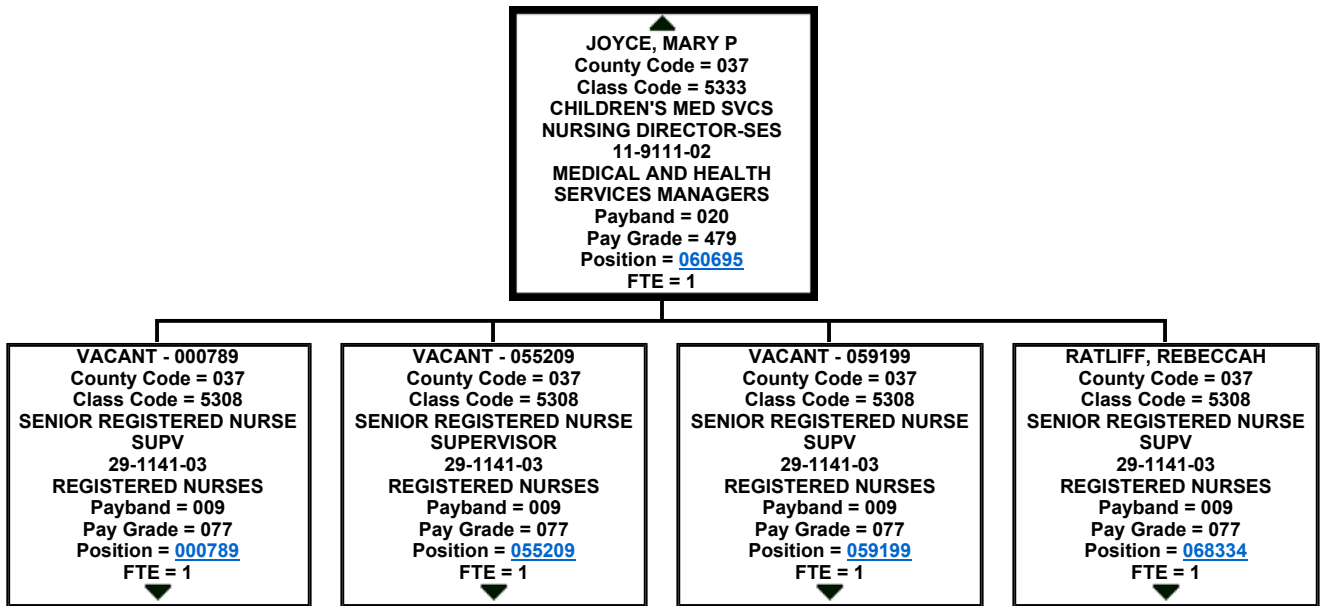 JOYCE, MARY P
County Code = 037
Class Code = 5333
CHILDREN'S MED SVCS
NURSING DIRECTOR-SES
11-9111-02
MEDICAL AND HEALTH
SERVICES MANAGERS
Payband = 020
Pay Grade = 479
Position = 060695
FTE = 1
VACANT - 000789
County Code = 037
Class Code = 5308
SENIOR REGISTERED NURSE
SUPV
29-1141-03
REGISTERED NURSES
Payband = 009
Pay Grade = 077
Position = 000789
FTE = 1
VACANT - 055209
County Code = 037
Class Code = 5308
SENIOR REGISTERED NURSE
SUPERVISOR
29-1141-03
REGISTERED NURSES
Payband = 009
Pay Grade = 077
Position = 055209
FTE = 1
VACANT - 059199
County Code = 037
Class Code = 5308
SENIOR REGISTERED NURSE
SUPV
29-1141-03
REGISTERED NURSES
Payband = 009
Pay Grade = 077
Position = 059199
FTE = 1
RATLIFF, REBECCAH
County Code = 037
Class Code = 5308
SENIOR REGISTERED NURSE
SUPV
29-1141-03
REGISTERED NURSES
Payband = 009
Pay Grade = 077
Position = 068334
FTE = 1